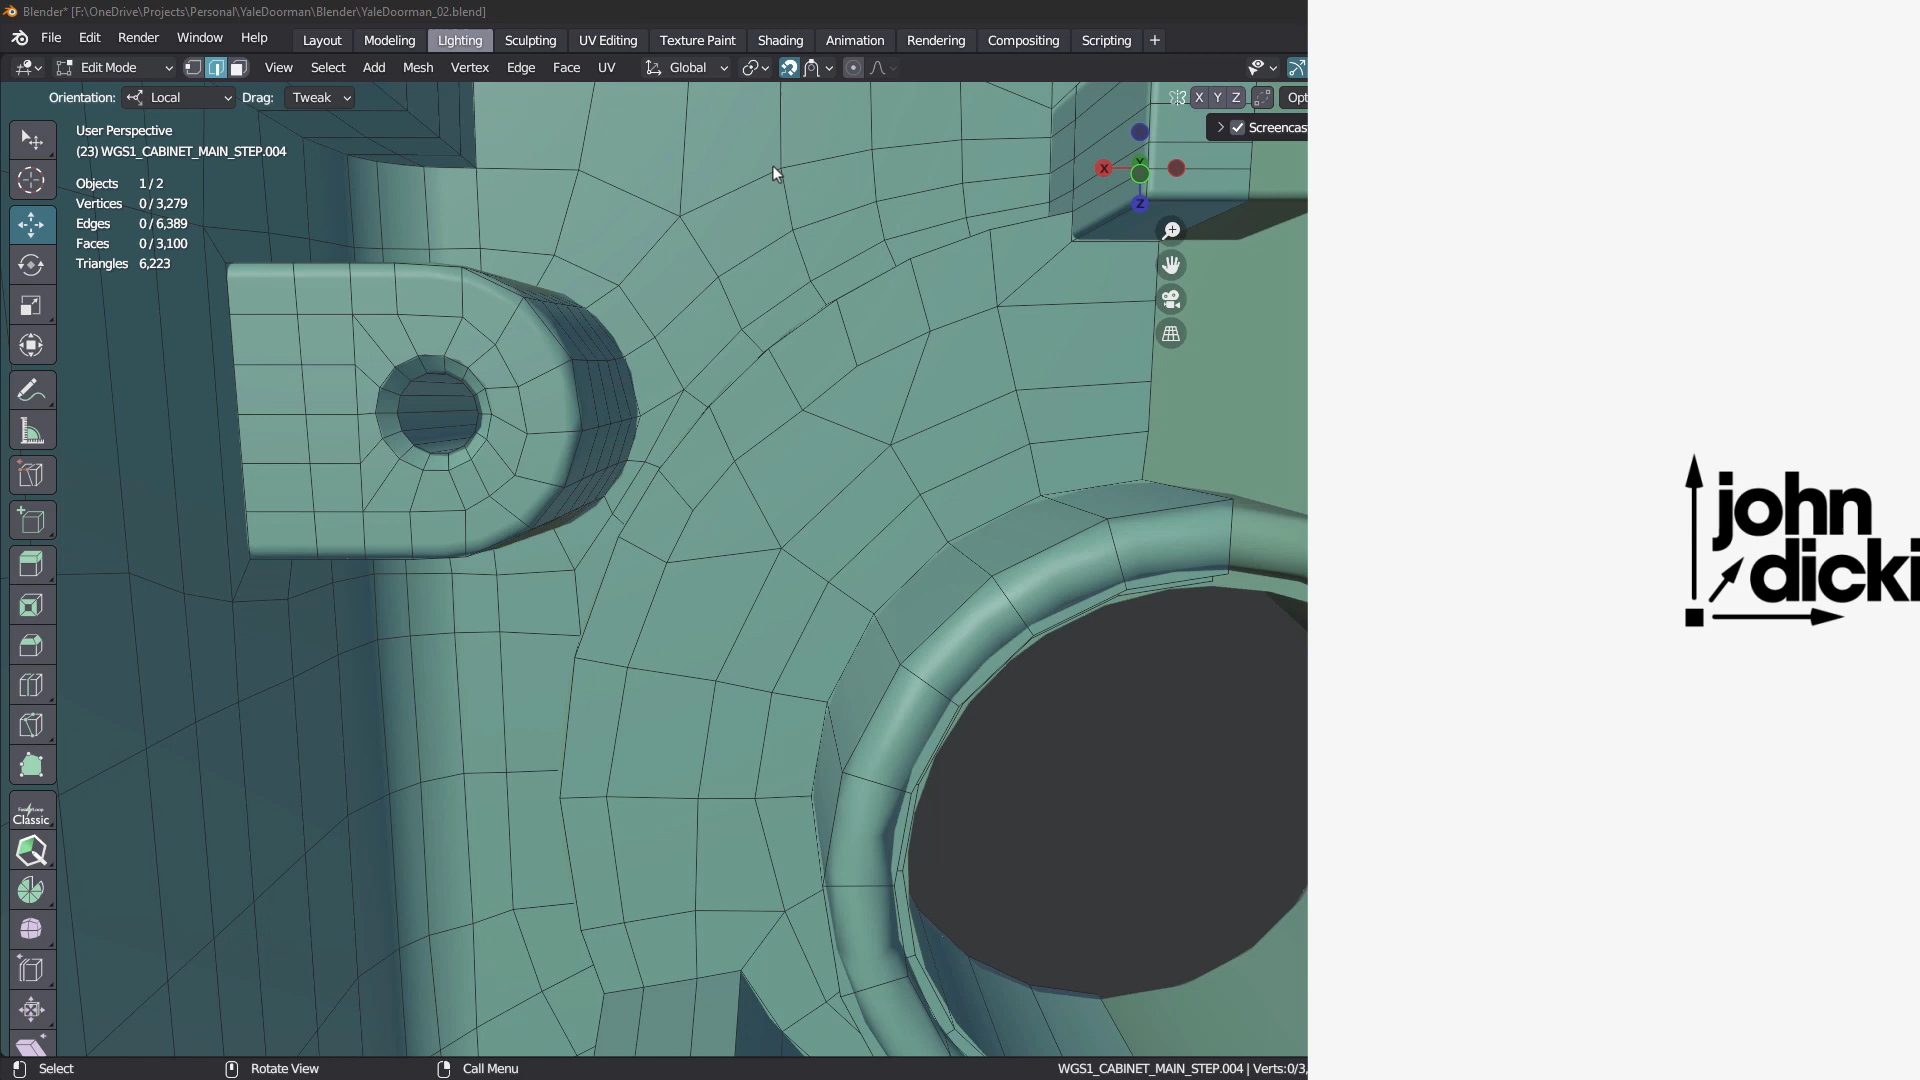 Blender* [F:\OneDrive\Projects\Personal\YaleDoorman\Blender\YaleDoorman_02.blend]
File Edit Render Window Help Layout Modeling Lighting Sculpting UV Editing Texture Paint Shading Animation Rendering Compositing Scripting +
Edit Mode View Select Add Mesh Vertex Edge Face UV Global
Orientation: Local Drag: Tweak X Y Z Opt
User Perspective
(23) WGS1_CABINET_MAIN_STEP.004
Screencas
Objects 1 / 2
Vertices 0 / 3,279
Edges 0 / 6,389
Faces 0 / 3,100
Triangles 6,223
X Y
Z
Classic
john
dicki
Select Rotate View Call Menu WGS1_CABINET_MAIN_STEP.004 | Verts:0/3,